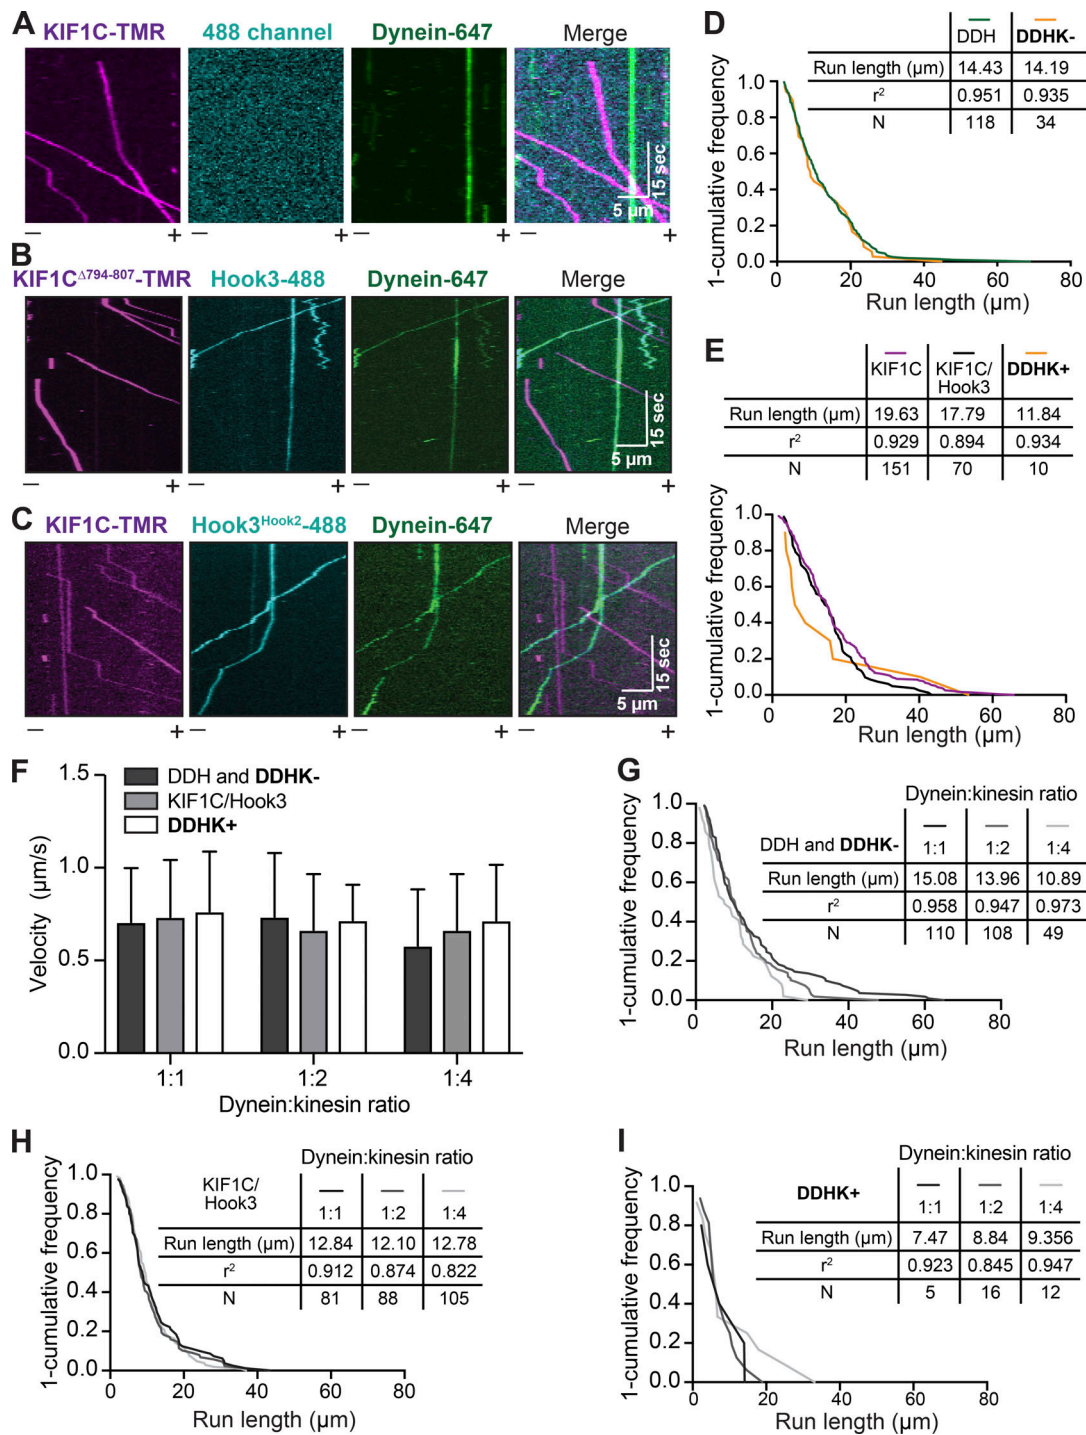 A
KIF1C-TMR 488 channel Dynein-647 Merge
15 sec
5 µm
— +
B
KIF1C^Δ794-807-TMR Hook3-488 Dynein-647 Merge
15 sec
5 µm
— + — +
C
KIF1C-TMR Hook3^Hook2-488 Dynein-647 Merge
15 sec
5 µm
— + — +
D
DDH DDHK-
Run length (µm) 14.43 14.19
r² 0.951 0.935
N 118 34
1-cumulative frequency
1.0
0.8
0.6
0.4
0.2
0.0
0 20 40 60 80
Run length (µm)
E
KIF1C KIF1C/Hook3 DDHK+
Run length (µm) 19.63 17.79 11.84
r² 0.929 0.894 0.934
N 151 70 10
1-cumulative frequency
1.0
0.8
0.6
0.4
0.2
0.0
0 20 40 60 80
Run length (µm)
F
DDH and DDHK-
KIF1C/Hook3
DDHK+
Velocity (µm/s)
1.5
1.0
0.5
0.0
1:1 1:2 1:4
Dynein:kinesin ratio
G
Dynein:kinesin ratio
DDH and DDHK- 1:1 1:2 1:4
Run length (µm) 15.08 13.96 10.89
r² 0.958 0.947 0.973
N 110 108 49
1-cumulative frequency
1.0
0.8
0.6
0.4
0.2
0.0
0 20 40 60 80
Run length (µm)
H
Dynein:kinesin ratio
KIF1C/
Hook3 1:1 1:2 1:4
Run length (µm) 12.84 12.10 12.78
r² 0.912 0.874 0.822
N 81 88 105
1-cumulative frequency
1.0
0.8
0.6
0.4
0.2
0.0
0 20 40 60 80
Run length (µm)
I
Dynein:kinesin ratio
DDHK+ 1:1 1:2 1:4
Run length (µm) 7.47 8.84 9.356
r² 0.923 0.845 0.947
N 5 16 12
1-cumulative frequency
1.0
0.8
0.6
0.4
0.2
0.0
0 20 40 60 80
Run length (µm)